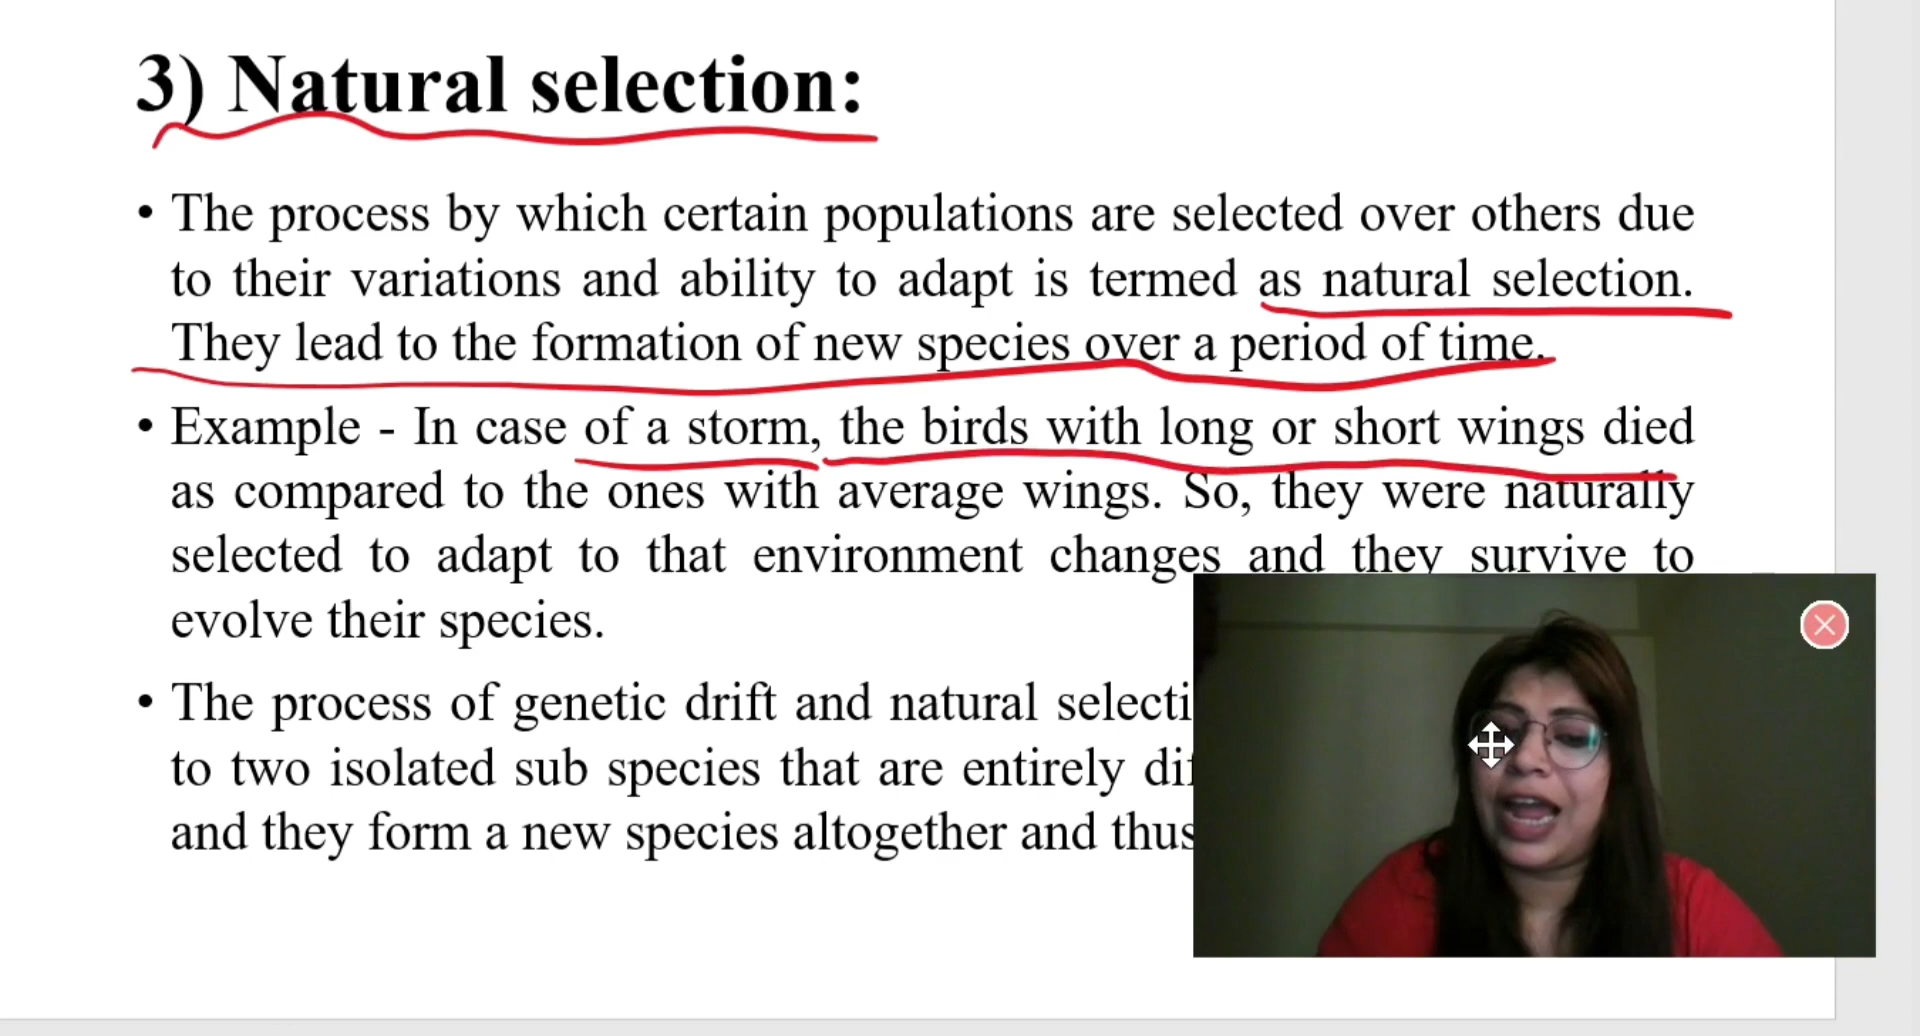 3) Natural selection:
• The process by which certain populations are selected over others due
to their variations and ability to adapt is termed as natural selection.
They lead to the formation of new species over a period of time.
• Example - In case of a storm, the birds with long or short wings died
as compared to the ones with average wings. So, they were naturally
selected to adapt to that environment changes and they survive to
evolve their species.
• The process of genetic drift and natural selecti
to two isolated sub species that are entirely
and they form a new species altogether and thus